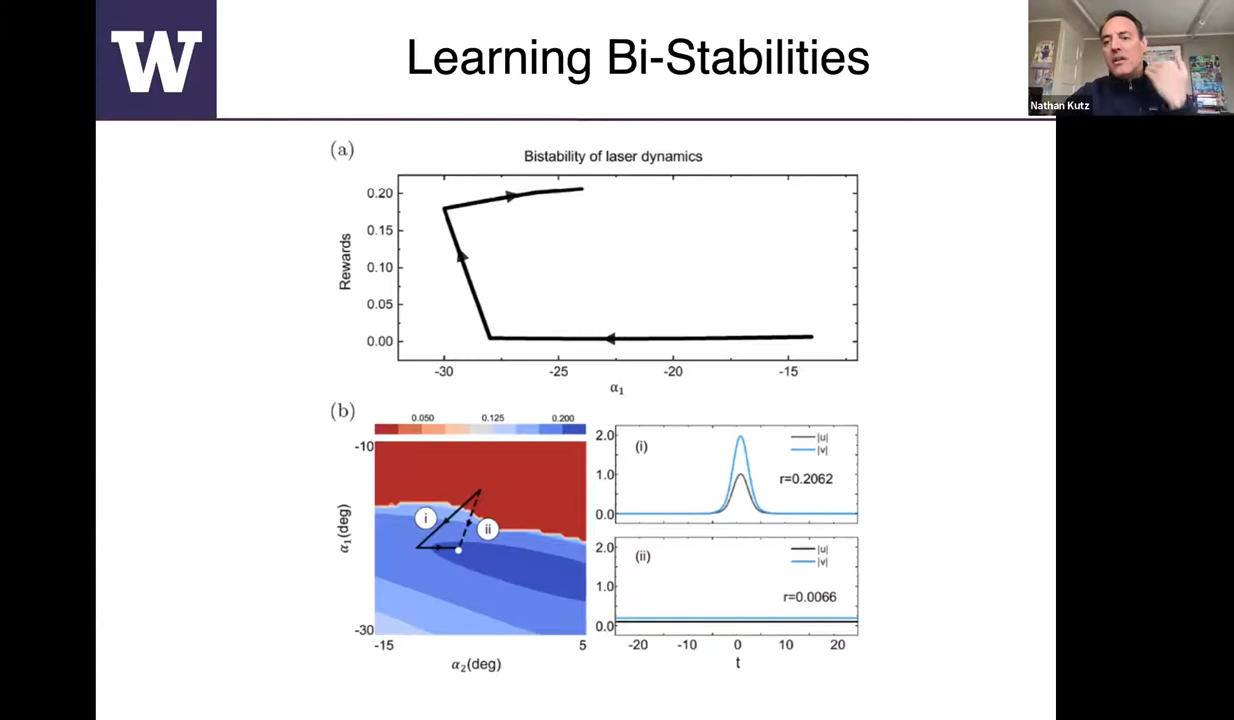 W
Learning Bi-Stabilities
Nathan Kutz
(a)
Bistability of laser dynamics
Rewards
0.20
0.15
0.10
0.05
0.00
-30 -25 -20 -15
α₁
(b)
0.050 0.125 0.200
-10
α₁(deg)
-30
-15 5
α₂(deg)
i
ii
2.0
1.0
0.0
(i)
|u|
|v|
r=0.2062
2.0
1.0
0.0
(ii)
|u|
|v|
r=0.0066
-20 -10 0 10 20
t